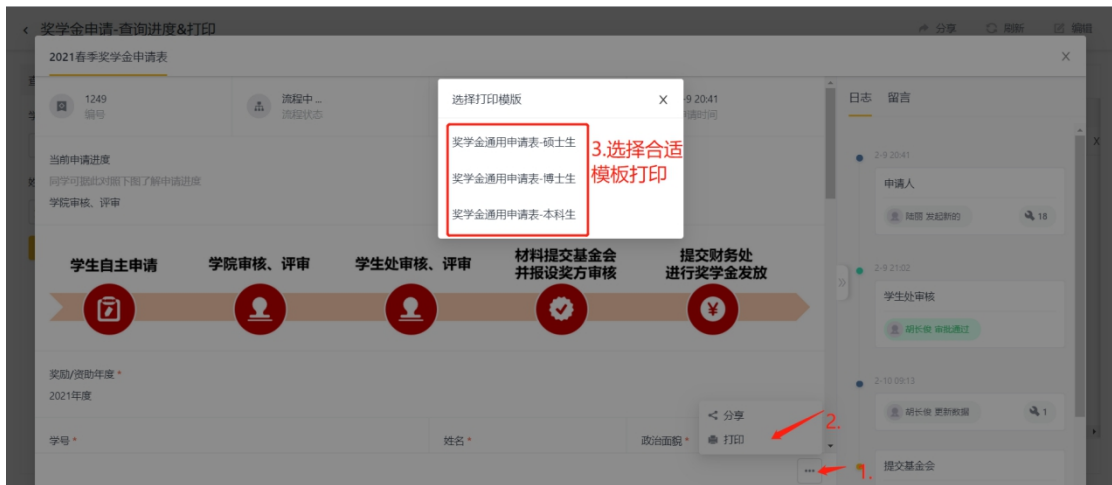 奖学金申请-查询进度&打印
分享 刷新 编辑
2021春季奖学金申请表
1249
编号
流程中 ...
流程状态
选择打印模版
-9 20:41
日志 留言
奖学金通用申请表-硕士生
奖学金通用申请表-博士生
奖学金通用申请表-本科生
3.选择合适
模板打印
当前申请进度
同学可据此对照下图了解申请进度
学院审核、评审
学生自主申请
学院审核、评审
学生处审核、评审
材料提交基金会
并报设奖方审核
提交财务处
进行奖学金发放
奖励/资助年度 *
2021年度
学号 *
姓名 *
政治面貌 *
分享
打印
2.
1.
2-9 20:41
申请人
陆丽 发起新的
18
2-9 21:02
学生处审核
胡长俊 审批通过
2-10 09:13
胡长俊 更新数据
1
提交基金会